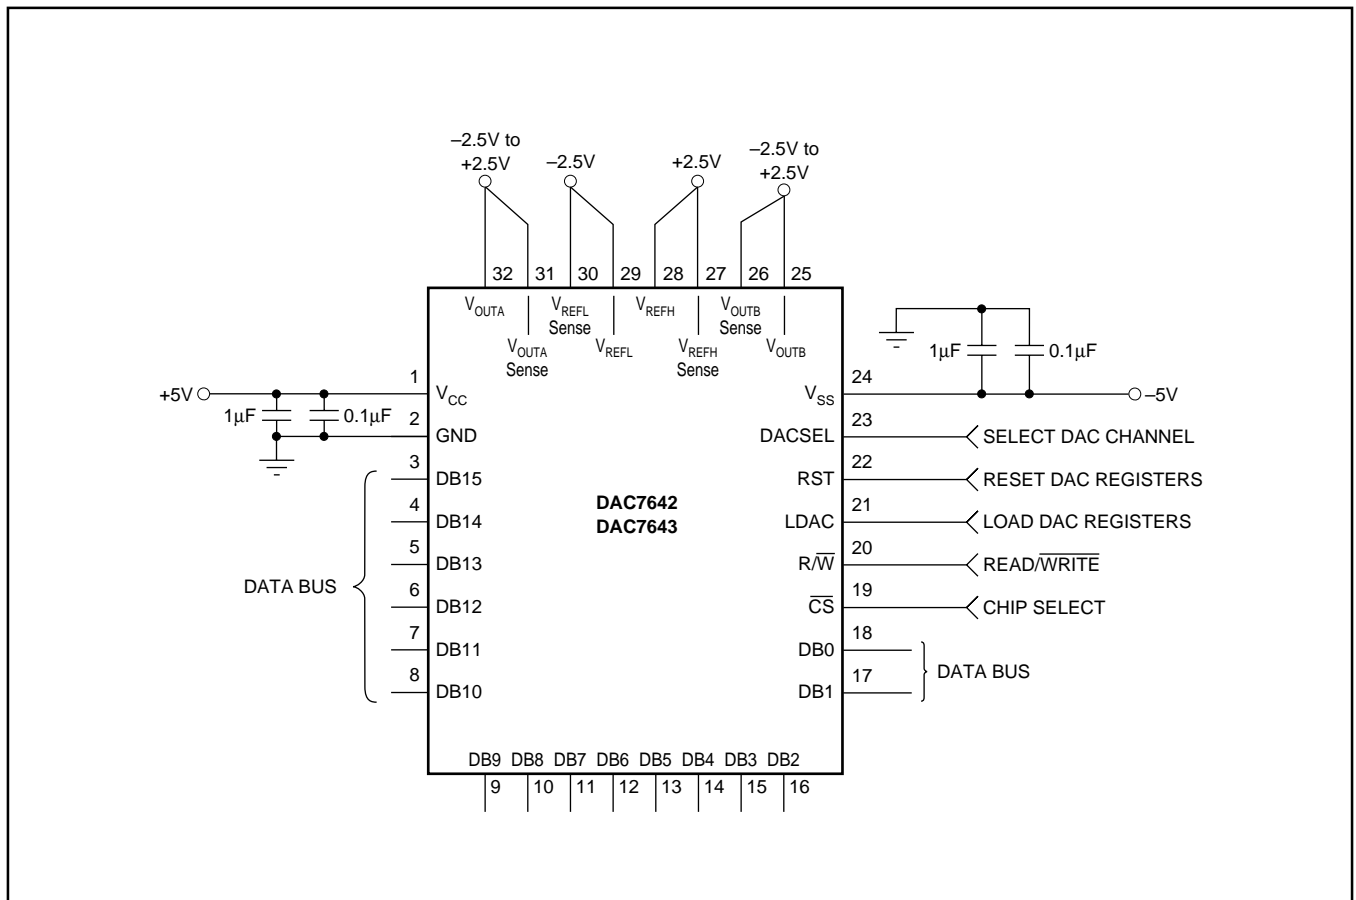 –2.5V to
+2.5V
–2.5V
+2.5V
–2.5V to
+2.5V
32 31 30 29 28 27 26 25
VOUTA
VOUTA
Sense
VREFL
Sense
VREFL
VREFH
VREFH
Sense
VOUTB
Sense
VOUTB
+5V
1µF
0.1µF
1 VCC
2 GND
3 DB15
4 DB14
5 DB13
6 DB12
7 DB11
8 DB10
DATA BUS
DAC7642
DAC7643
1µF
0.1µF
VSS 24 –5V
DACSEL 23 SELECT DAC CHANNEL
RST 22 RESET DAC REGISTERS
LDAC 21 LOAD DAC REGISTERS
R/W̅ 20 READ/W̅R̅I̅T̅E̅
C̅S̅ 19 CHIP SELECT
DB0 18
DB1 17
DATA BUS
DB9 DB8 DB7 DB6 DB5 DB4 DB3 DB2
9 10 11 12 13 14 15 16